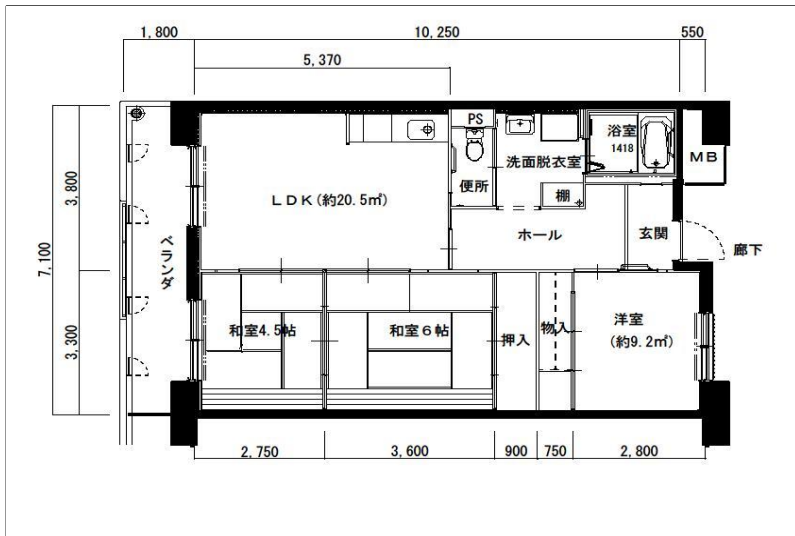 1,800
10,250
550
5,370
PS
浴室
1418
洗面脱衣室
MB
便所
LDK(約20.5㎡)
棚
ホール
玄関
廊下
ベランダ
7,100
3,800
3,300
和室4.5帖
和室6帖
押入
物入
洋室
(約9.2㎡)
2,750
3,600
900
750
2,800